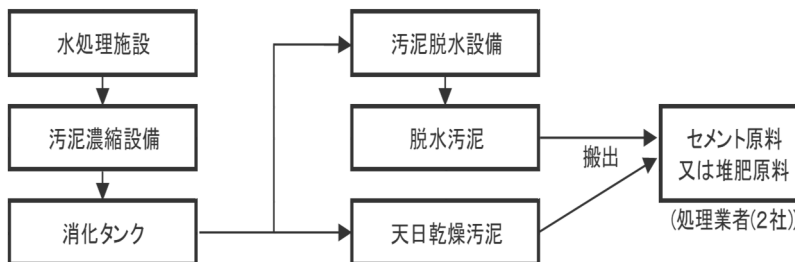 水処理施設
汚泥濃縮設備
消化タンク
汚泥脱水設備
脱水汚泥
天日乾燥汚泥
搬出
セメント原料
又は堆肥原料
(処理業者(2社))